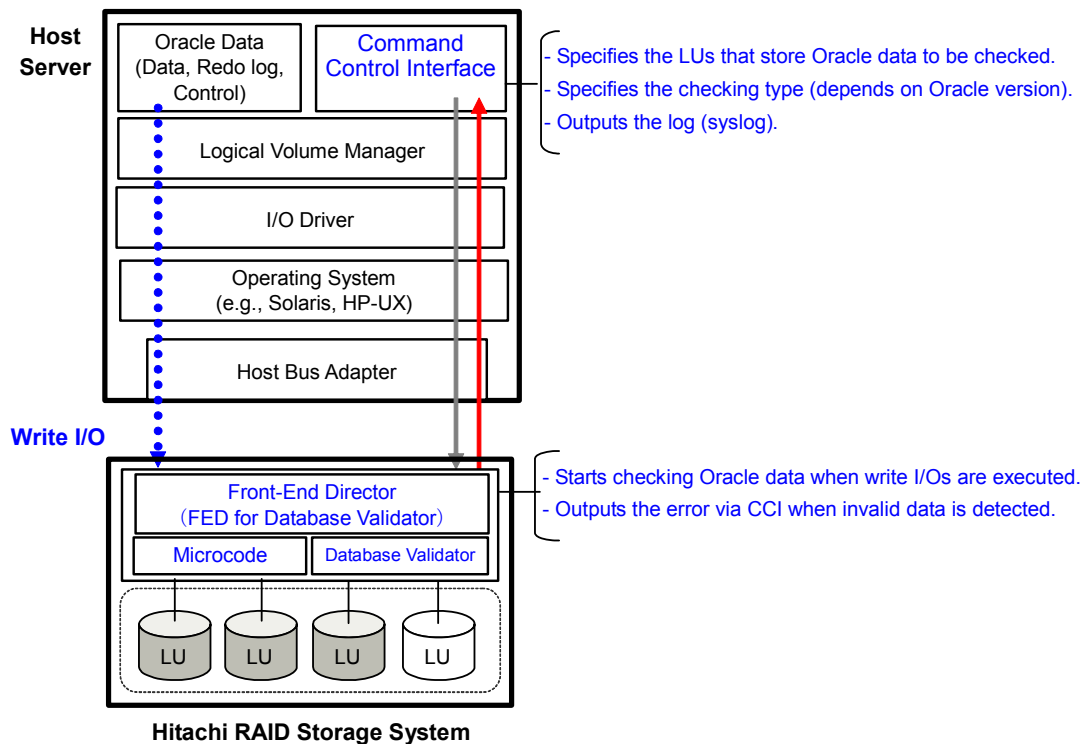 Host
Server
Oracle Data
(Data, Redo log,
Control)
Command
Control Interface
- Specifies the LUs that store Oracle data to be checked.
- Specifies the checking type (depends on Oracle version).
- Outputs the log (syslog).
Logical Volume Manager
I/O Driver
Operating System
(e.g., Solaris, HP-UX)
Host Bus Adapter
Write I/O
Front-End Director
(FED for Database Validator)
- Starts checking Oracle data when write I/Os are executed.
- Outputs the error via CCI when invalid data is detected.
Microcode
Database Validator
LU
LU
LU
LU
Hitachi RAID Storage System